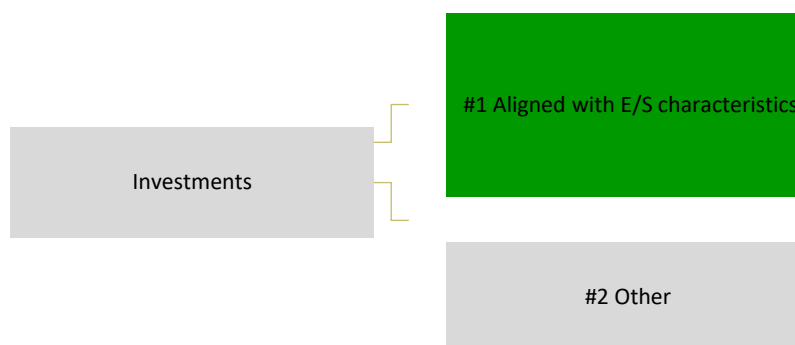 #1 Aligned with E/S characteristics
Investments
#2 Other